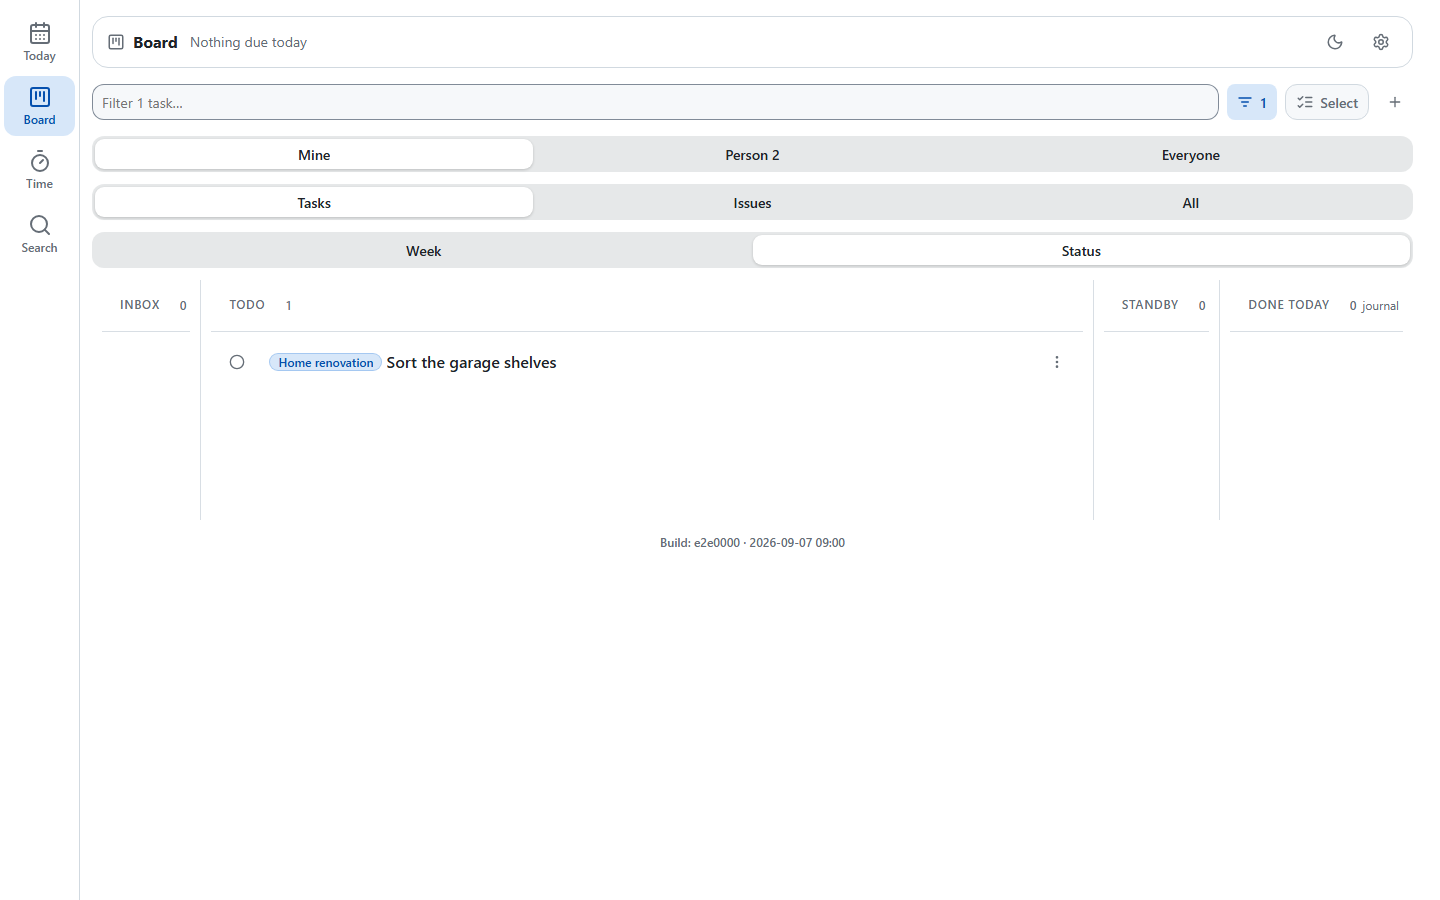 Today
Board
Time
Search
Board Nothing due today
Filter 1 task...
1
Select
Mine Person 2 Everyone
Tasks Issues All
Week Status
INBOX 0 TODO 1 STANDBY 0 DONE TODAY 0 journal
Home renovation Sort the garage shelves
Build: e2e0000 · 2026-09-07 09:00